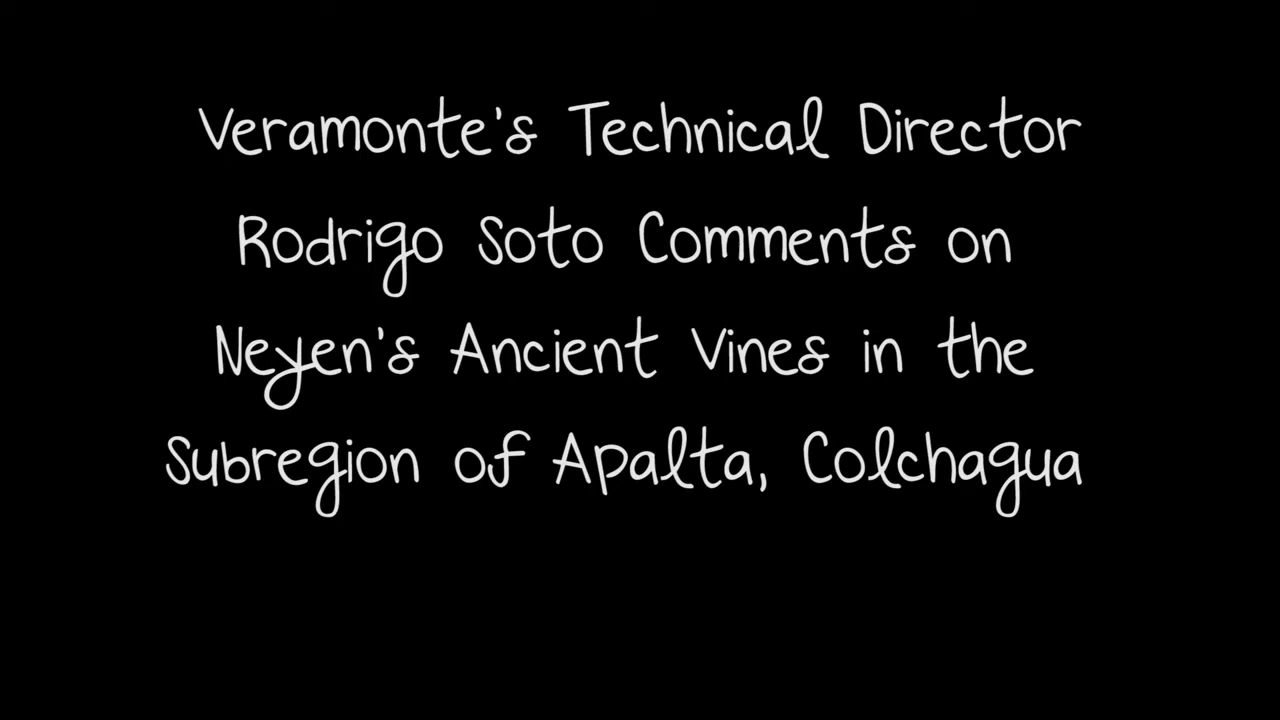 Veramonte's Technical Director
Rodrigo Soto Comments on
Neyen's Ancient Vines in the
Subregion of Apalta, Colchagua